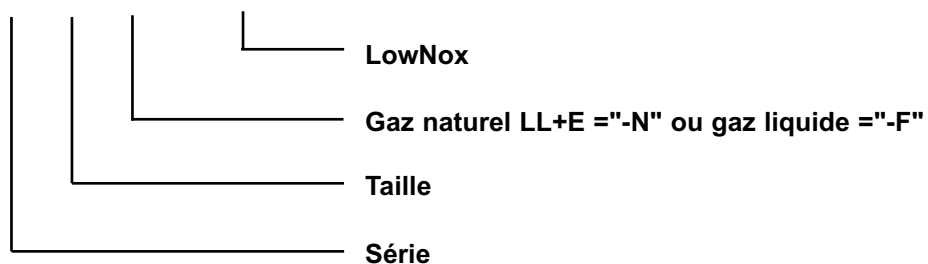 LowNox
Gaz naturel LL+E ="-N" ou gaz liquide ="-F"
Taille
Série